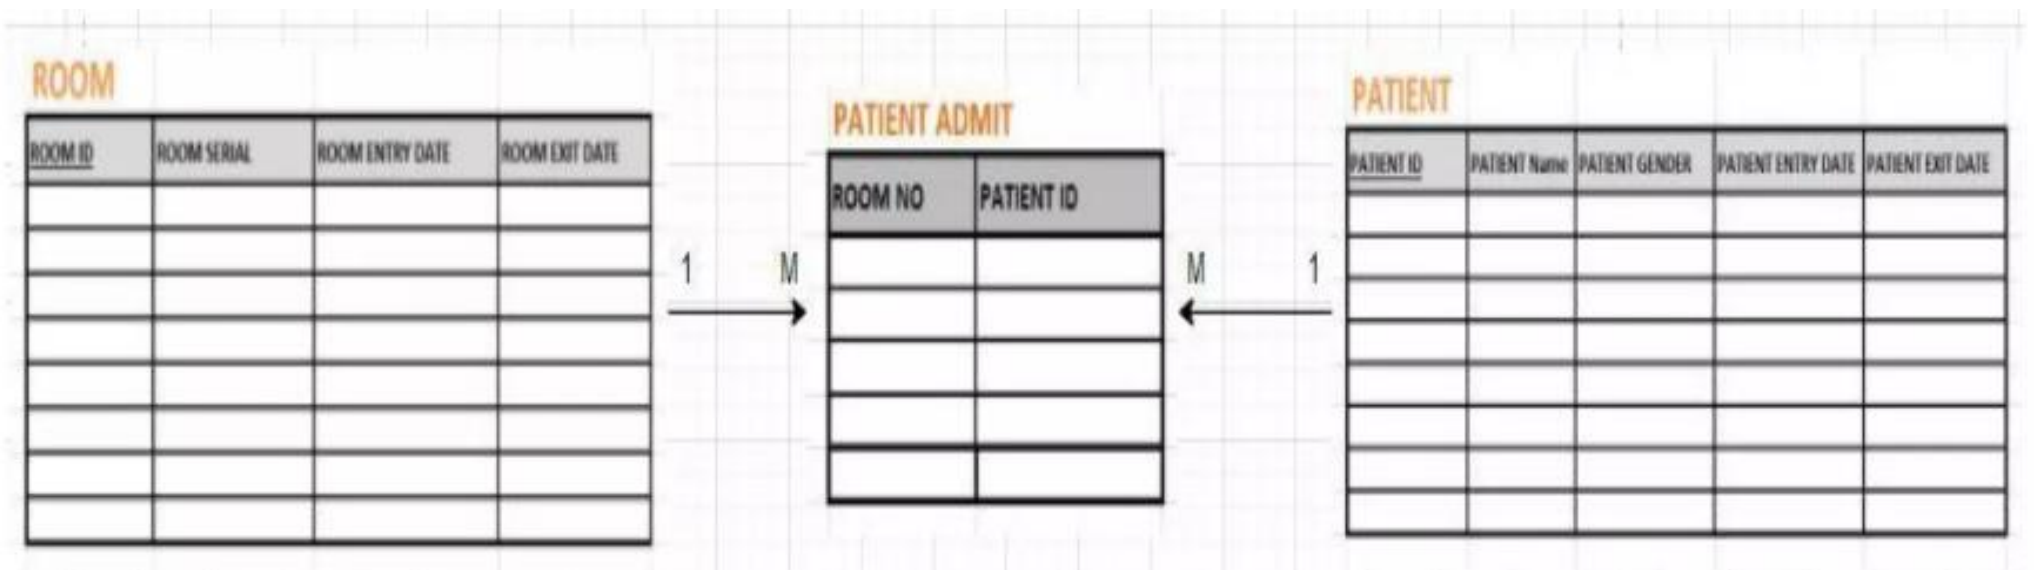 ROOM
ROOM ID ROOM SERIAL ROOM ENTRY DATE ROOM EXIT DATE
1 M
PATIENT ADMIT
ROOM NO PATIENT ID
M 1
PATIENT
PATIENT ID PATIENT Name PATIENT GENDER PATIENT ENTRY DATE PATIENT EXIT DATE